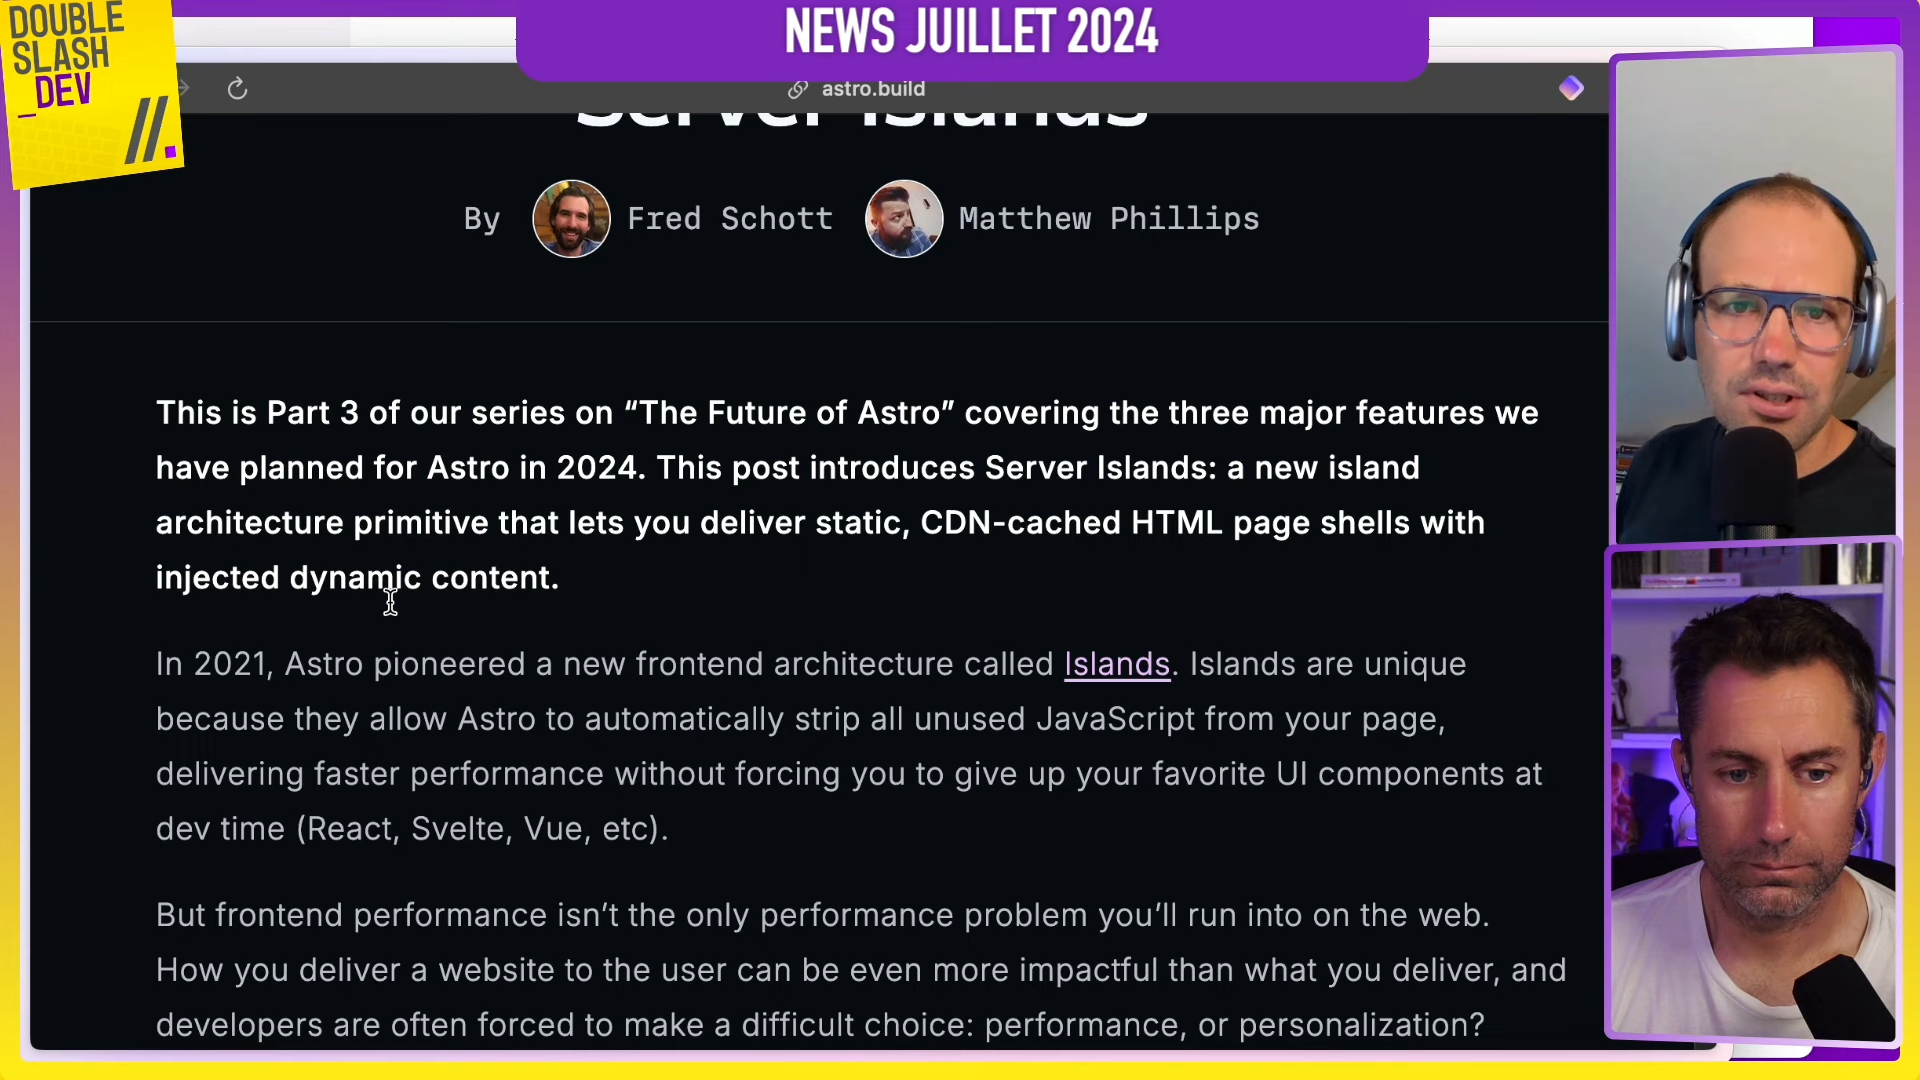 DOUBLE
SLASH
_DEV
//.
NEWS JUILLET 2024
astro.build
Server Islands
By Fred Schott Matthew Phillips
This is Part 3 of our series on “The Future of Astro” covering the three major features we
have planned for Astro in 2024. This post introduces Server Islands: a new island
architecture primitive that lets you deliver static, CDN-cached HTML page shells with
injected dynamic content.
In 2021, Astro pioneered a new frontend architecture called Islands. Islands are unique
because they allow Astro to automatically strip all unused JavaScript from your page,
delivering faster performance without forcing you to give up your favorite UI components at
dev time (React, Svelte, Vue, etc).
But frontend performance isn’t the only performance problem you’ll run into on the web.
How you deliver a website to the user can be even more impactful than what you deliver, and
developers are often forced to make a difficult choice: performance, or personalization?